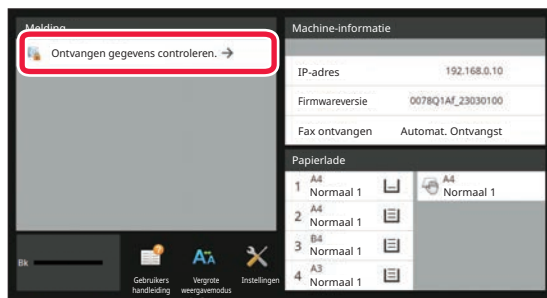 Melding
Ontvangen gegevens controleren. →
Machine-informatie
IP-adres 192.168.0.10
Firmwareversie 0078Q1Af_23030100
Fax ontvangen Automat. Ontvangst
Papierlade
1 A4
Normaal 1
A4
Normaal 1
2 A4
Normaal 1
3 B4
Normaal 1
4 A3
Normaal 1
Bk
Gebruikers
handleiding
Vergrote
weergavemodus
Instellingen